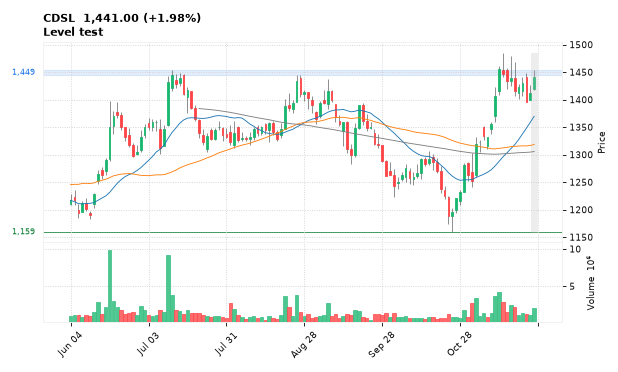 CDSL 1,441.00 (+1.98%)
Level test
1500
1,449
1450
1400
1350
Price
1300
1250
1200
1,159
1150
10
5
Volume 10⁶
Jun 04
Jul 03
Jul 31
Aug 28
Sep 28
Oct 28